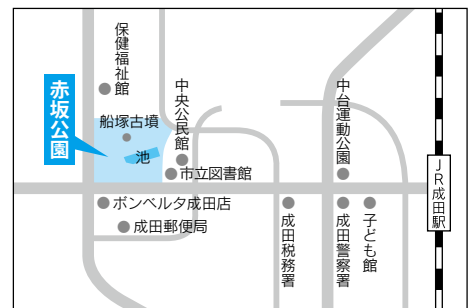 保健福祉館
赤坂公園
船塚古墳
池
中央公民館
市立図書館
中台運動公園
JR成田駅
ボンベルタ成田店
成田郵便局
成田税務署
成田警察署
子ども館